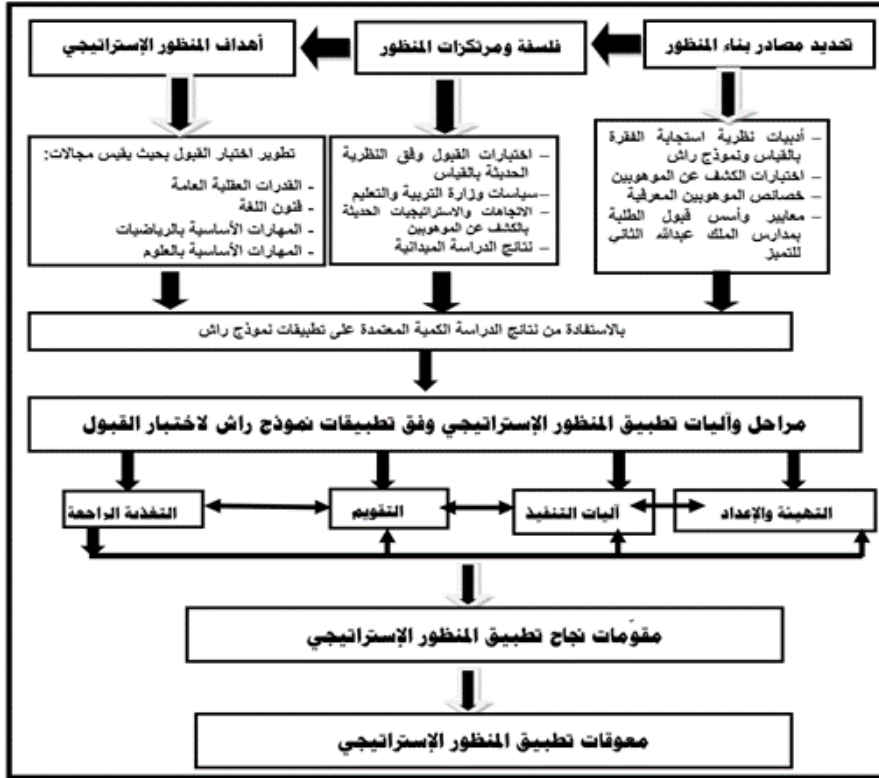 تحديد مصادر بناء المنظور
فلسفة ومرتكزات المنظور
أهداف المنظور الإستراتيجي
– أدبيات نظرية استجابة الفقرة
بالقياس ونموذج راش
– اختبارات الكشف عن الموهوبين
– خصائص الموهوبين المعرفية
– معايير وأسس قبول الطلبة
بمدارس الملك عبدالله الثاني
للتميز
– اختبارات القبول وفق النظرية
الحديثة بالقياس
– سياسات وزارة التربية والتعليم
– الاتجاهات والاستراتيجيات الحديثة
بالكشف عن الموهوبين
– نتائج الدراسة الميدانية
تطوير اختبار القبول بحيث يقيس مجالات:
- القدرات العقلية العامة
- فنون اللغة
- المهارات الأساسية بالرياضيات
- المهارات الأساسية بالعلوم
بالاستفادة من نتائج الدراسة الكمية المعتمدة على تطبيقات نموذج راش
مراحل وآليات تطبيق المنظور الإستراتيجي وفق تطبيقات نموذج راش لاختبار القبول
التهيئة والإعداد
آليات التنفيذ
التقويم
التغذية الراجعة
مقوّمات نجاح تطبيق المنظور الإستراتيجي
معوقات تطبيق المنظور الإستراتيجي